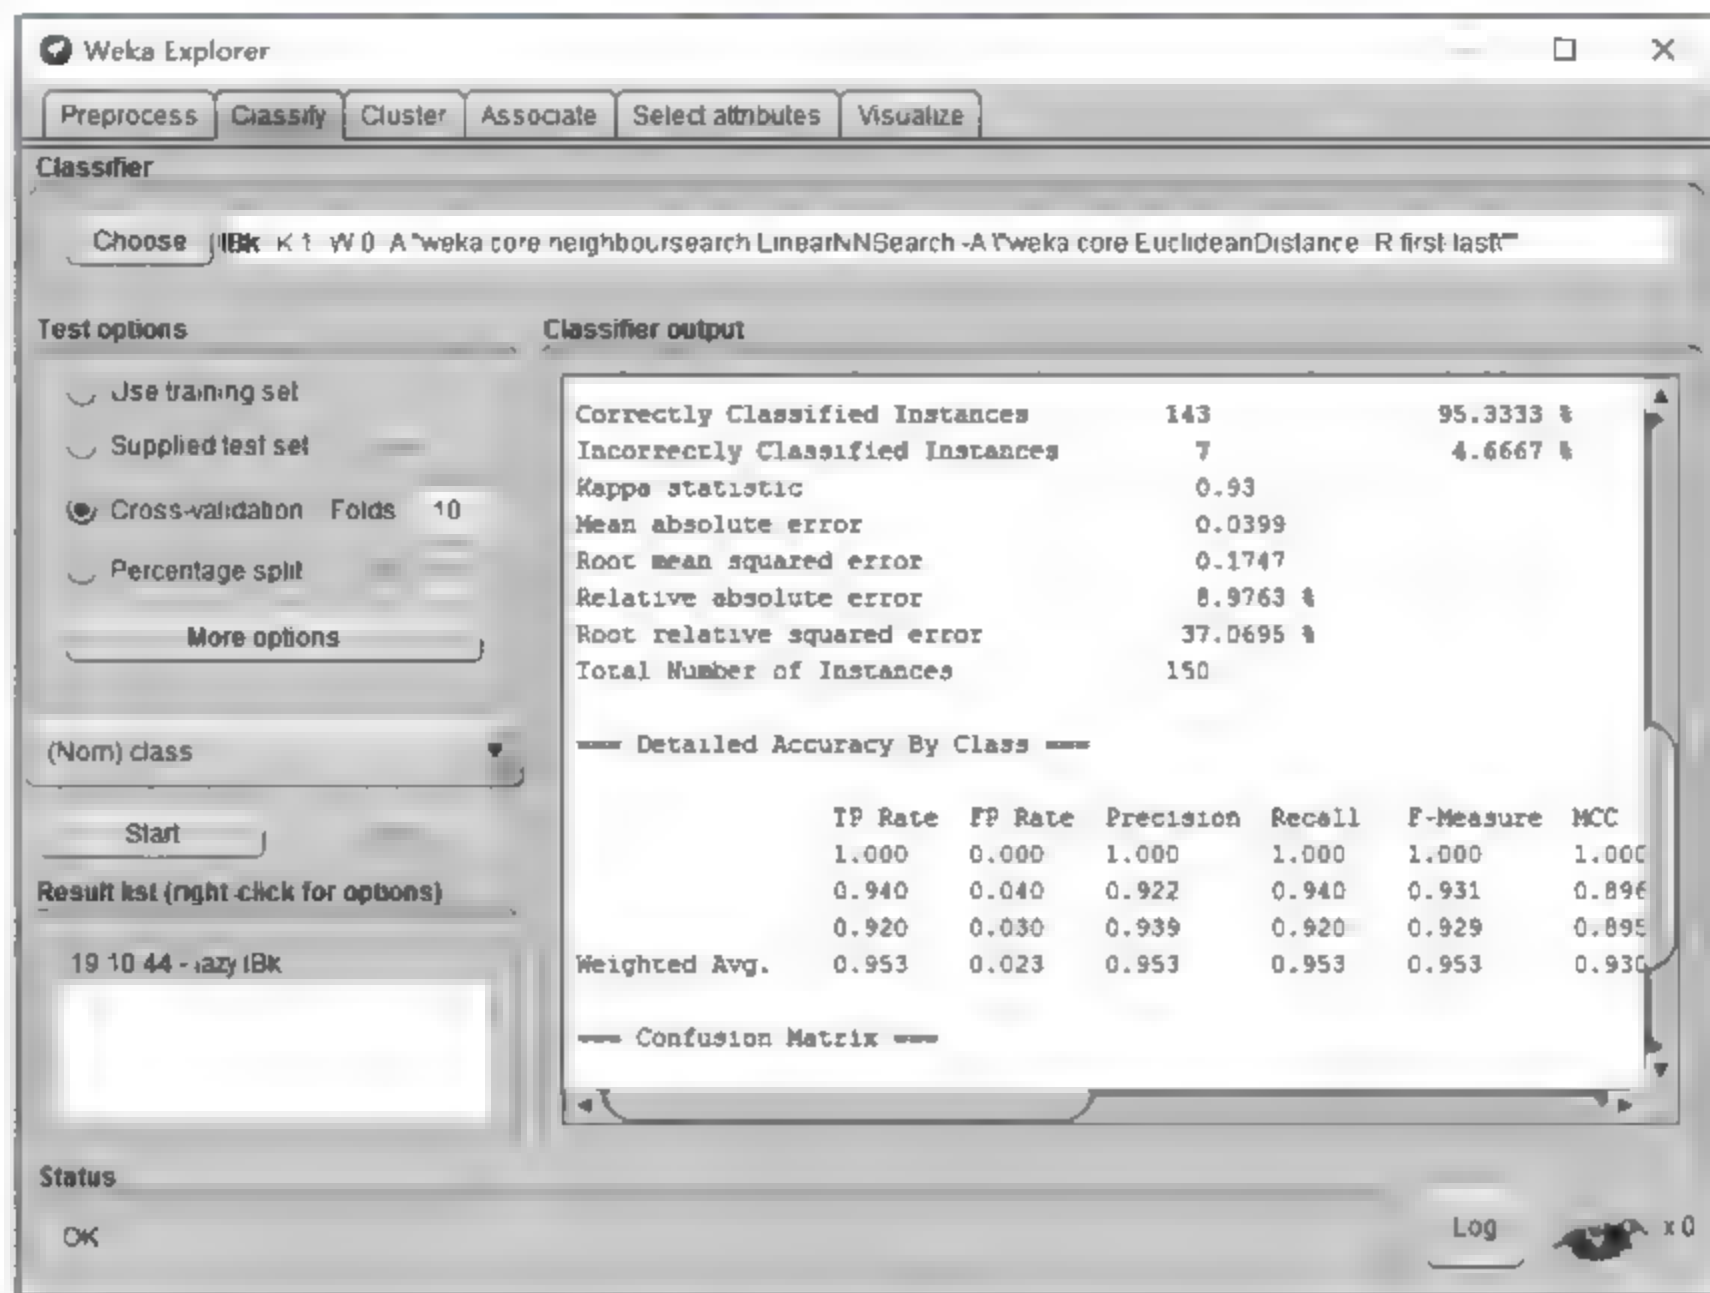 Weka Explorer
Preprocess Classify Cluster Associate Select attributes Visualize
Classifier
Choose IBk -K 1 -W 0 -A "weka.core.neighboursearch.LinearNNSearch -A \"weka.core.EuclideanDistance -R first-last\""
Test options
Classifier output
Use training set
Supplied test set
Cross-validation Folds 10
Percentage split
More options
(Nom) class
Start
Result list (right-click for options)
19:10:44 - lazy.IBk
Correctly Classified Instances 143 95.3333 %
Incorrectly Classified Instances 7 4.6667 %
Kappa statistic 0.93
Mean absolute error 0.0399
Root mean squared error 0.1747
Relative absolute error 8.9763 %
Root relative squared error 37.0695 %
Total Number of Instances 150
=== Detailed Accuracy By Class ===
TP Rate FP Rate Precision Recall F-Measure MCC
1.000 0.000 1.000 1.000 1.000 1.000
0.940 0.040 0.922 0.940 0.931 0.896
0.920 0.030 0.939 0.920 0.929 0.895
Weighted Avg. 0.953 0.023 0.953 0.953 0.953 0.930
=== Confusion Matrix ===
Status
OK
Log
x 0